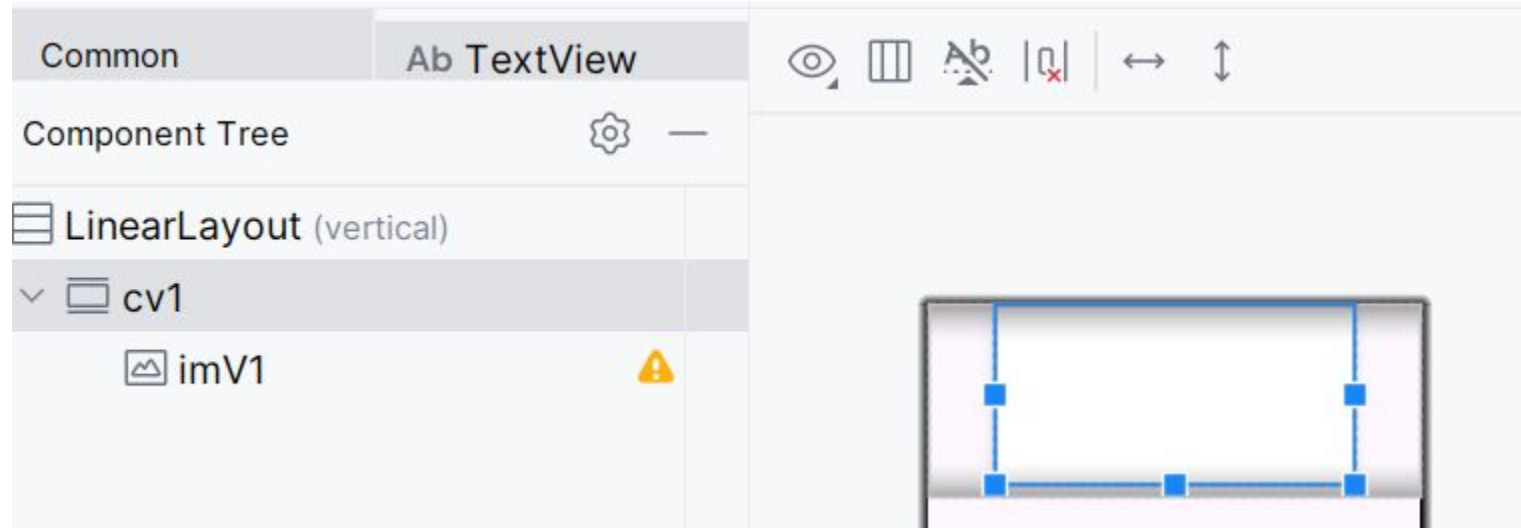 Common
Ab TextView
Component Tree
LinearLayout (vertical)
cv1
imV1